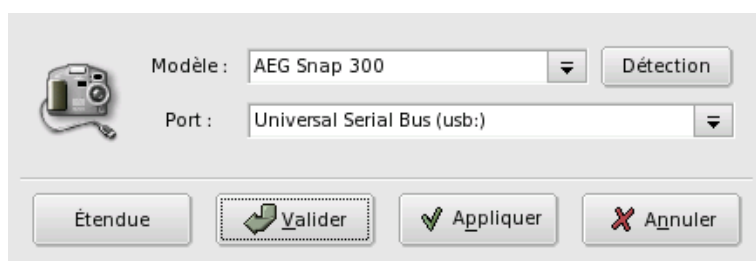 Modèle : AEG Snap 300 Détection
Port : Universal Serial Bus (usb:)
Étendue Valider Appliquer Annuler